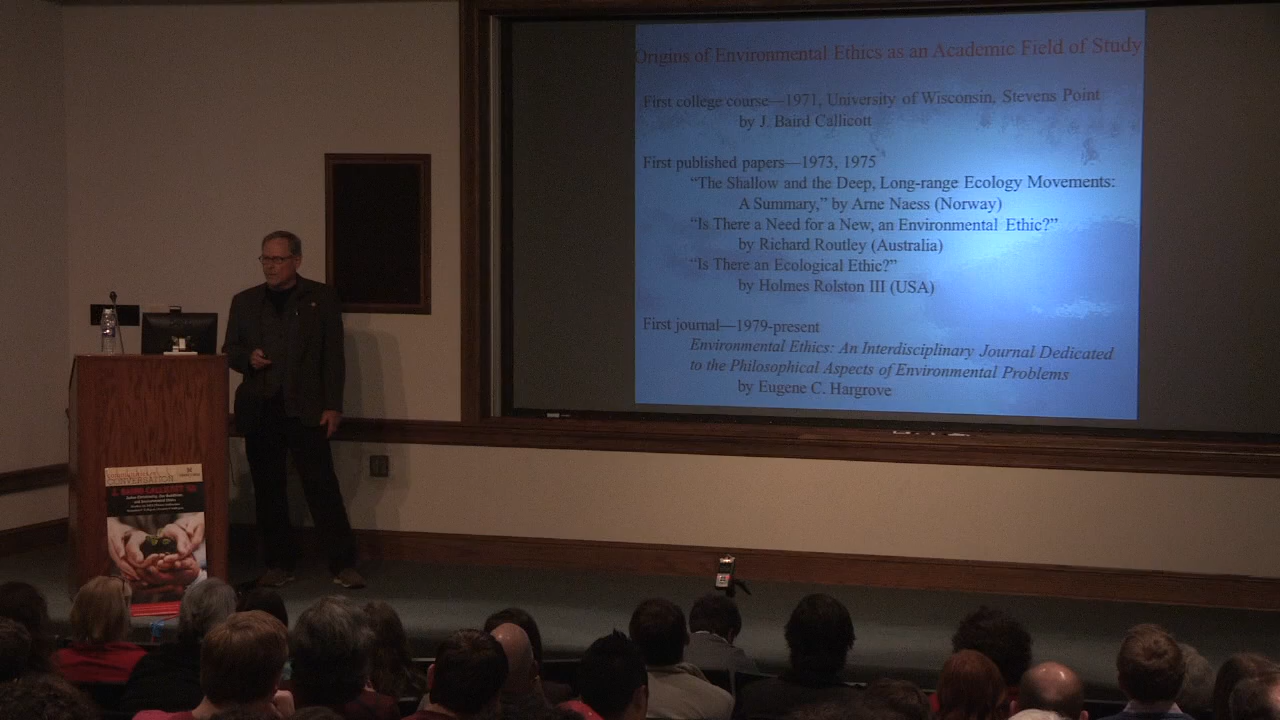 Origins of Environmental Ethics as an Academic Field of Study
First college course—1971, University of Wisconsin, Stevens Point
by J. Baird Callicott
First published papers—1973, 1975
“The Shallow and the Deep, Long-range Ecology Movements:
A Summary,” by Arne Naess (Norway)
“Is There a Need for a New, an Environmental Ethic?”
by Richard Routley (Australia)
“Is There an Ecological Ethic?”
by Holmes Rolston III (USA)
First journal—1979-present
Environmental Ethics: An Interdisciplinary Journal Dedicated
to the Philosophical Aspects of Environmental Problems
by Eugene C. Hargrove
CONVERSATION
J. BAIRD CALLICOTT